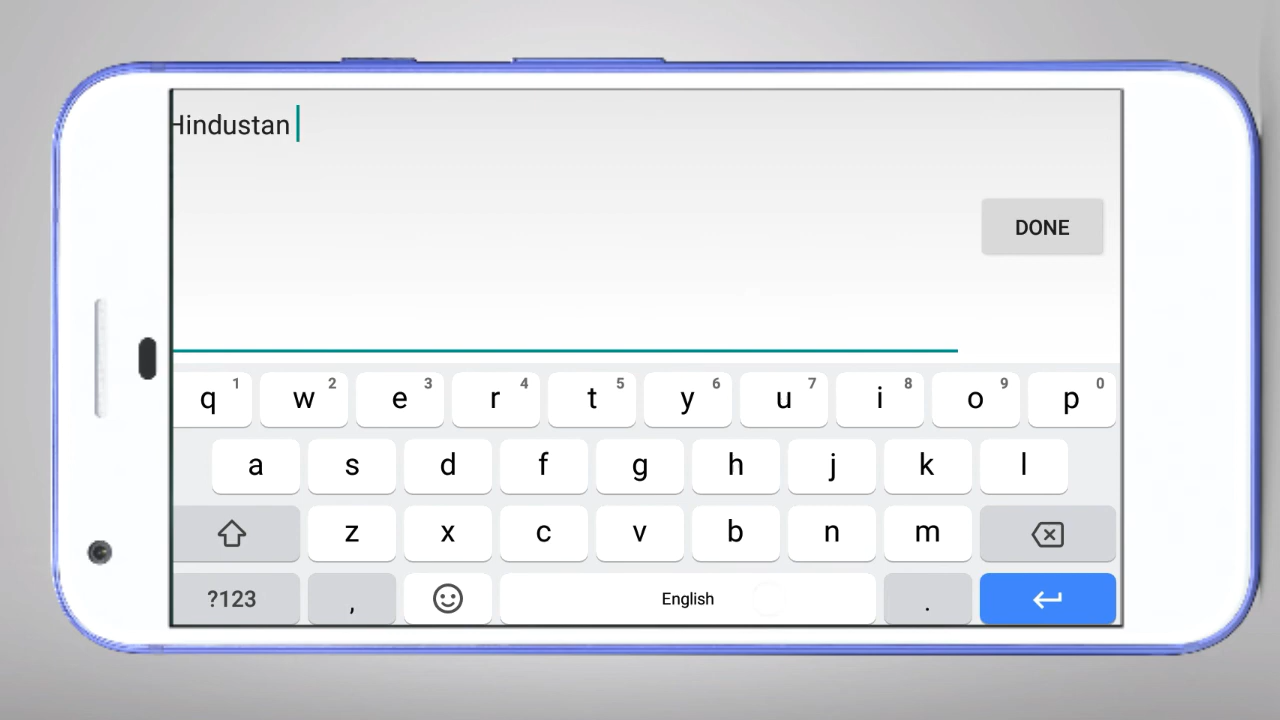 Hindustan
DONE
q 1 w 2 e 3 r 4 t 5 y 6 u 7 i 8 o 9 p 0
a s d f g h j k l
z x c v b n m
?123 , English .